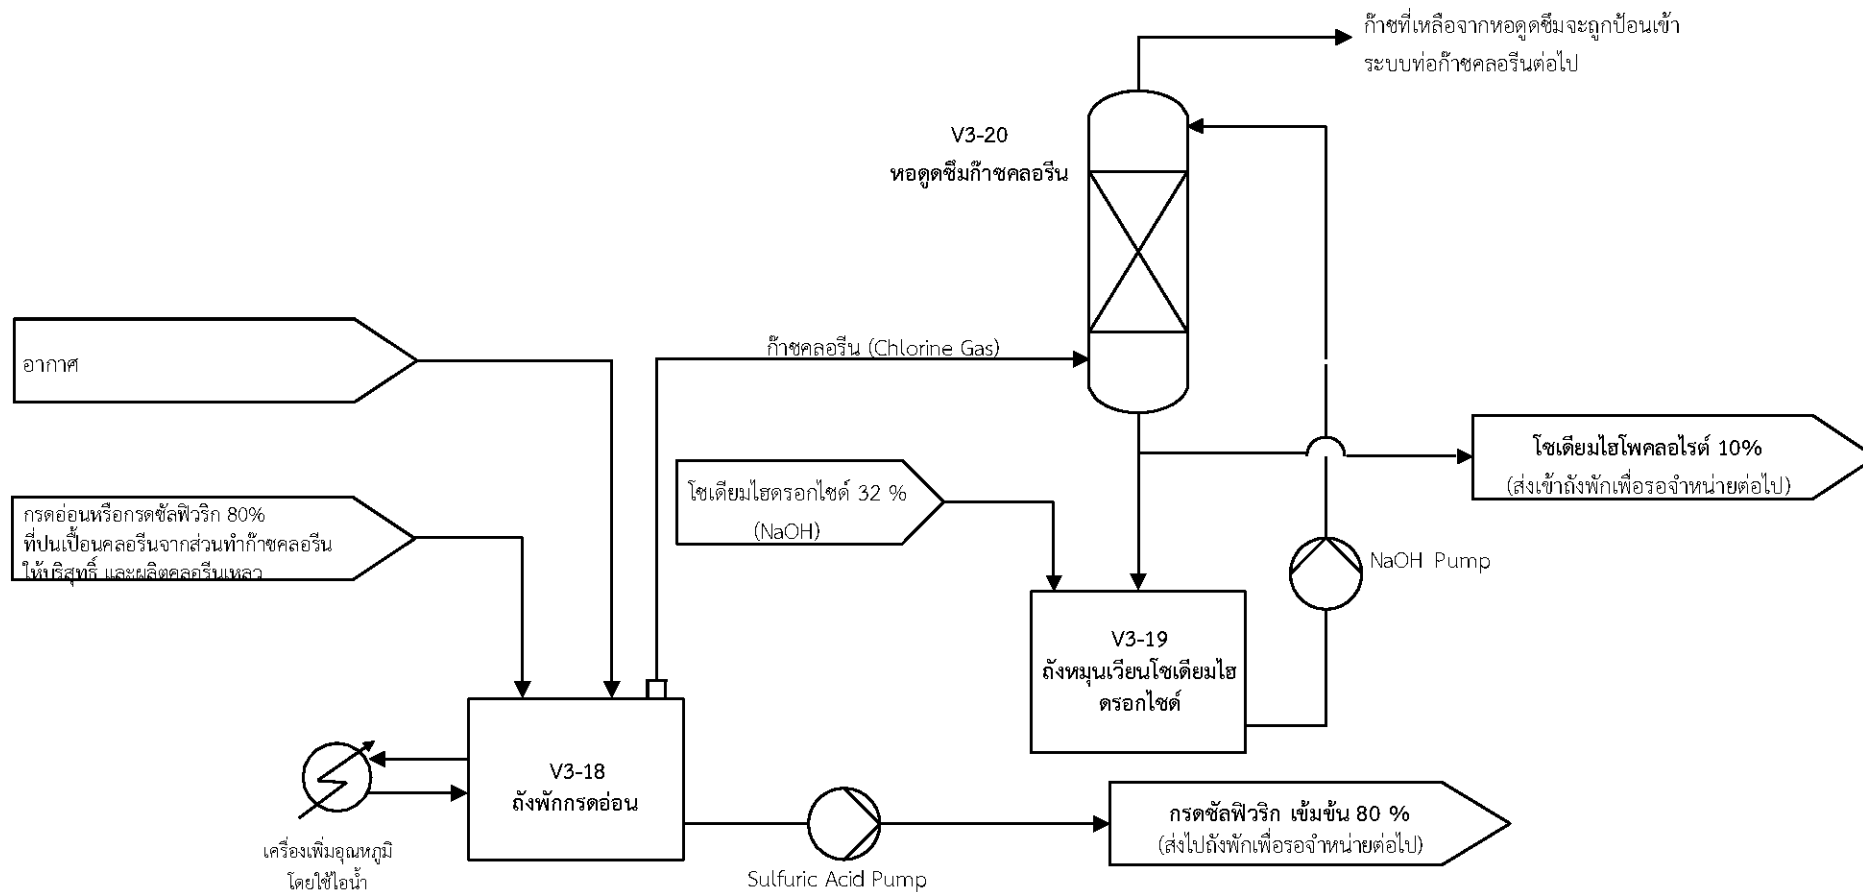 ก๊าซที่เหลือจากหอดูดซึมจะถูกป้อนเข้า
ระบบท่อก๊าซคลอรีนต่อไป
V3-20
หอดูดซึมก๊าซคลอรีน
ก๊าซคลอรีน (Chlorine Gas)
อากาศ
โซเดียมไฮโพคลอไรต์ 10%
(ส่งเข้าถังพักเพื่อรอจำหน่ายต่อไป)
โซเดียมไฮดรอกไซด์ 32 %
(NaOH)
กรดอ่อนหรือกรดซัลฟิวริก 80%
ที่ปนเปื้อนคลอรีนจากส่วนทำก๊าซคลอรีน
ให้บริสุทธิ์ และผลิตคลอรีนเหลว
NaOH Pump
V3-19
ถังหมุนเวียนโซเดียมไฮ
ดรอกไซด์
V3-18
ถังพักกรดอ่อน
กรดซัลฟิวริก เข้มข้น 80 %
(ส่งไปถังพักเพื่อรอจำหน่ายต่อไป)
เครื่องเพิ่มอุณหภูมิ
โดยใช้ไอน้ำ
Sulfuric Acid Pump